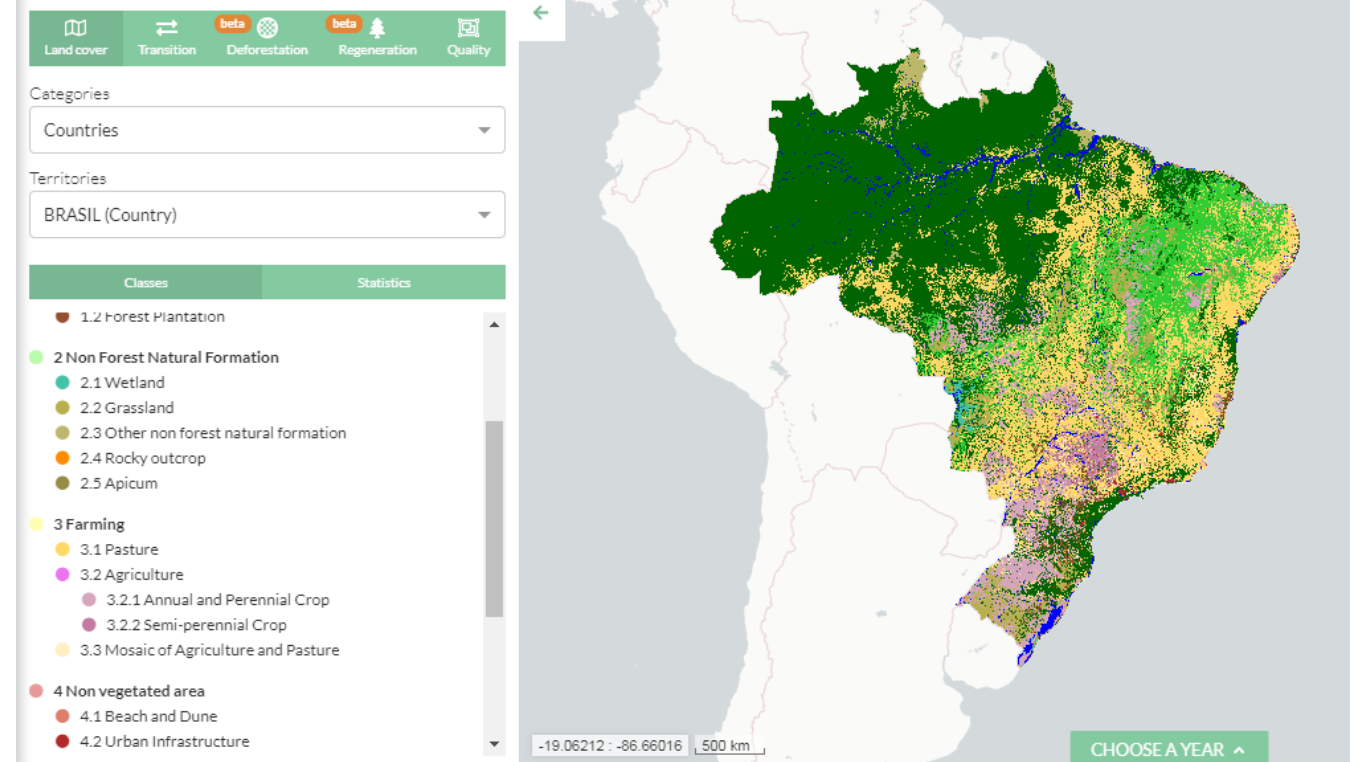 beta
beta
Land cover
Transition
Deforestation
Regeneration
Quality
Categories
Countries
Territories
BRASIL (Country)
Classes
Statistics
1.2 Forest Plantation
2 Non Forest Natural Formation
2.1 Wetland
2.2 Grassland
2.3 Other non forest natural formation
2.4 Rocky outcrop
2.5 Apicum
3 Farming
3.1 Pasture
3.2 Agriculture
3.2.1 Annual and Perennial Crop
3.2.2 Semi-perennial Crop
3.3 Mosaic of Agriculture and Pasture
4 Non vegetated area
4.1 Beach and Dune
4.2 Urban Infrastructure
-19.06212 : -86.66016
500 km
CHOOSE A YEAR